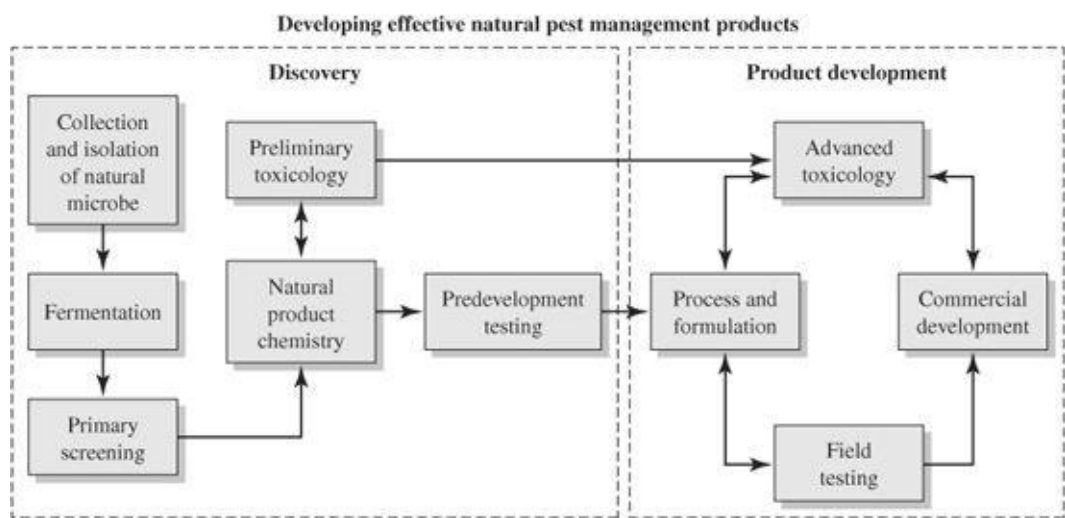 Developing effective natural pest management products
Discovery
Collection
and isolation
of natural
microbe
Fermentation
Primary
screening
Preliminary
toxicology
Natural
product
chemistry
Predevelopment
testing
Product development
Advanced
toxicology
Process and
formulation
Commercial
development
Field
testing